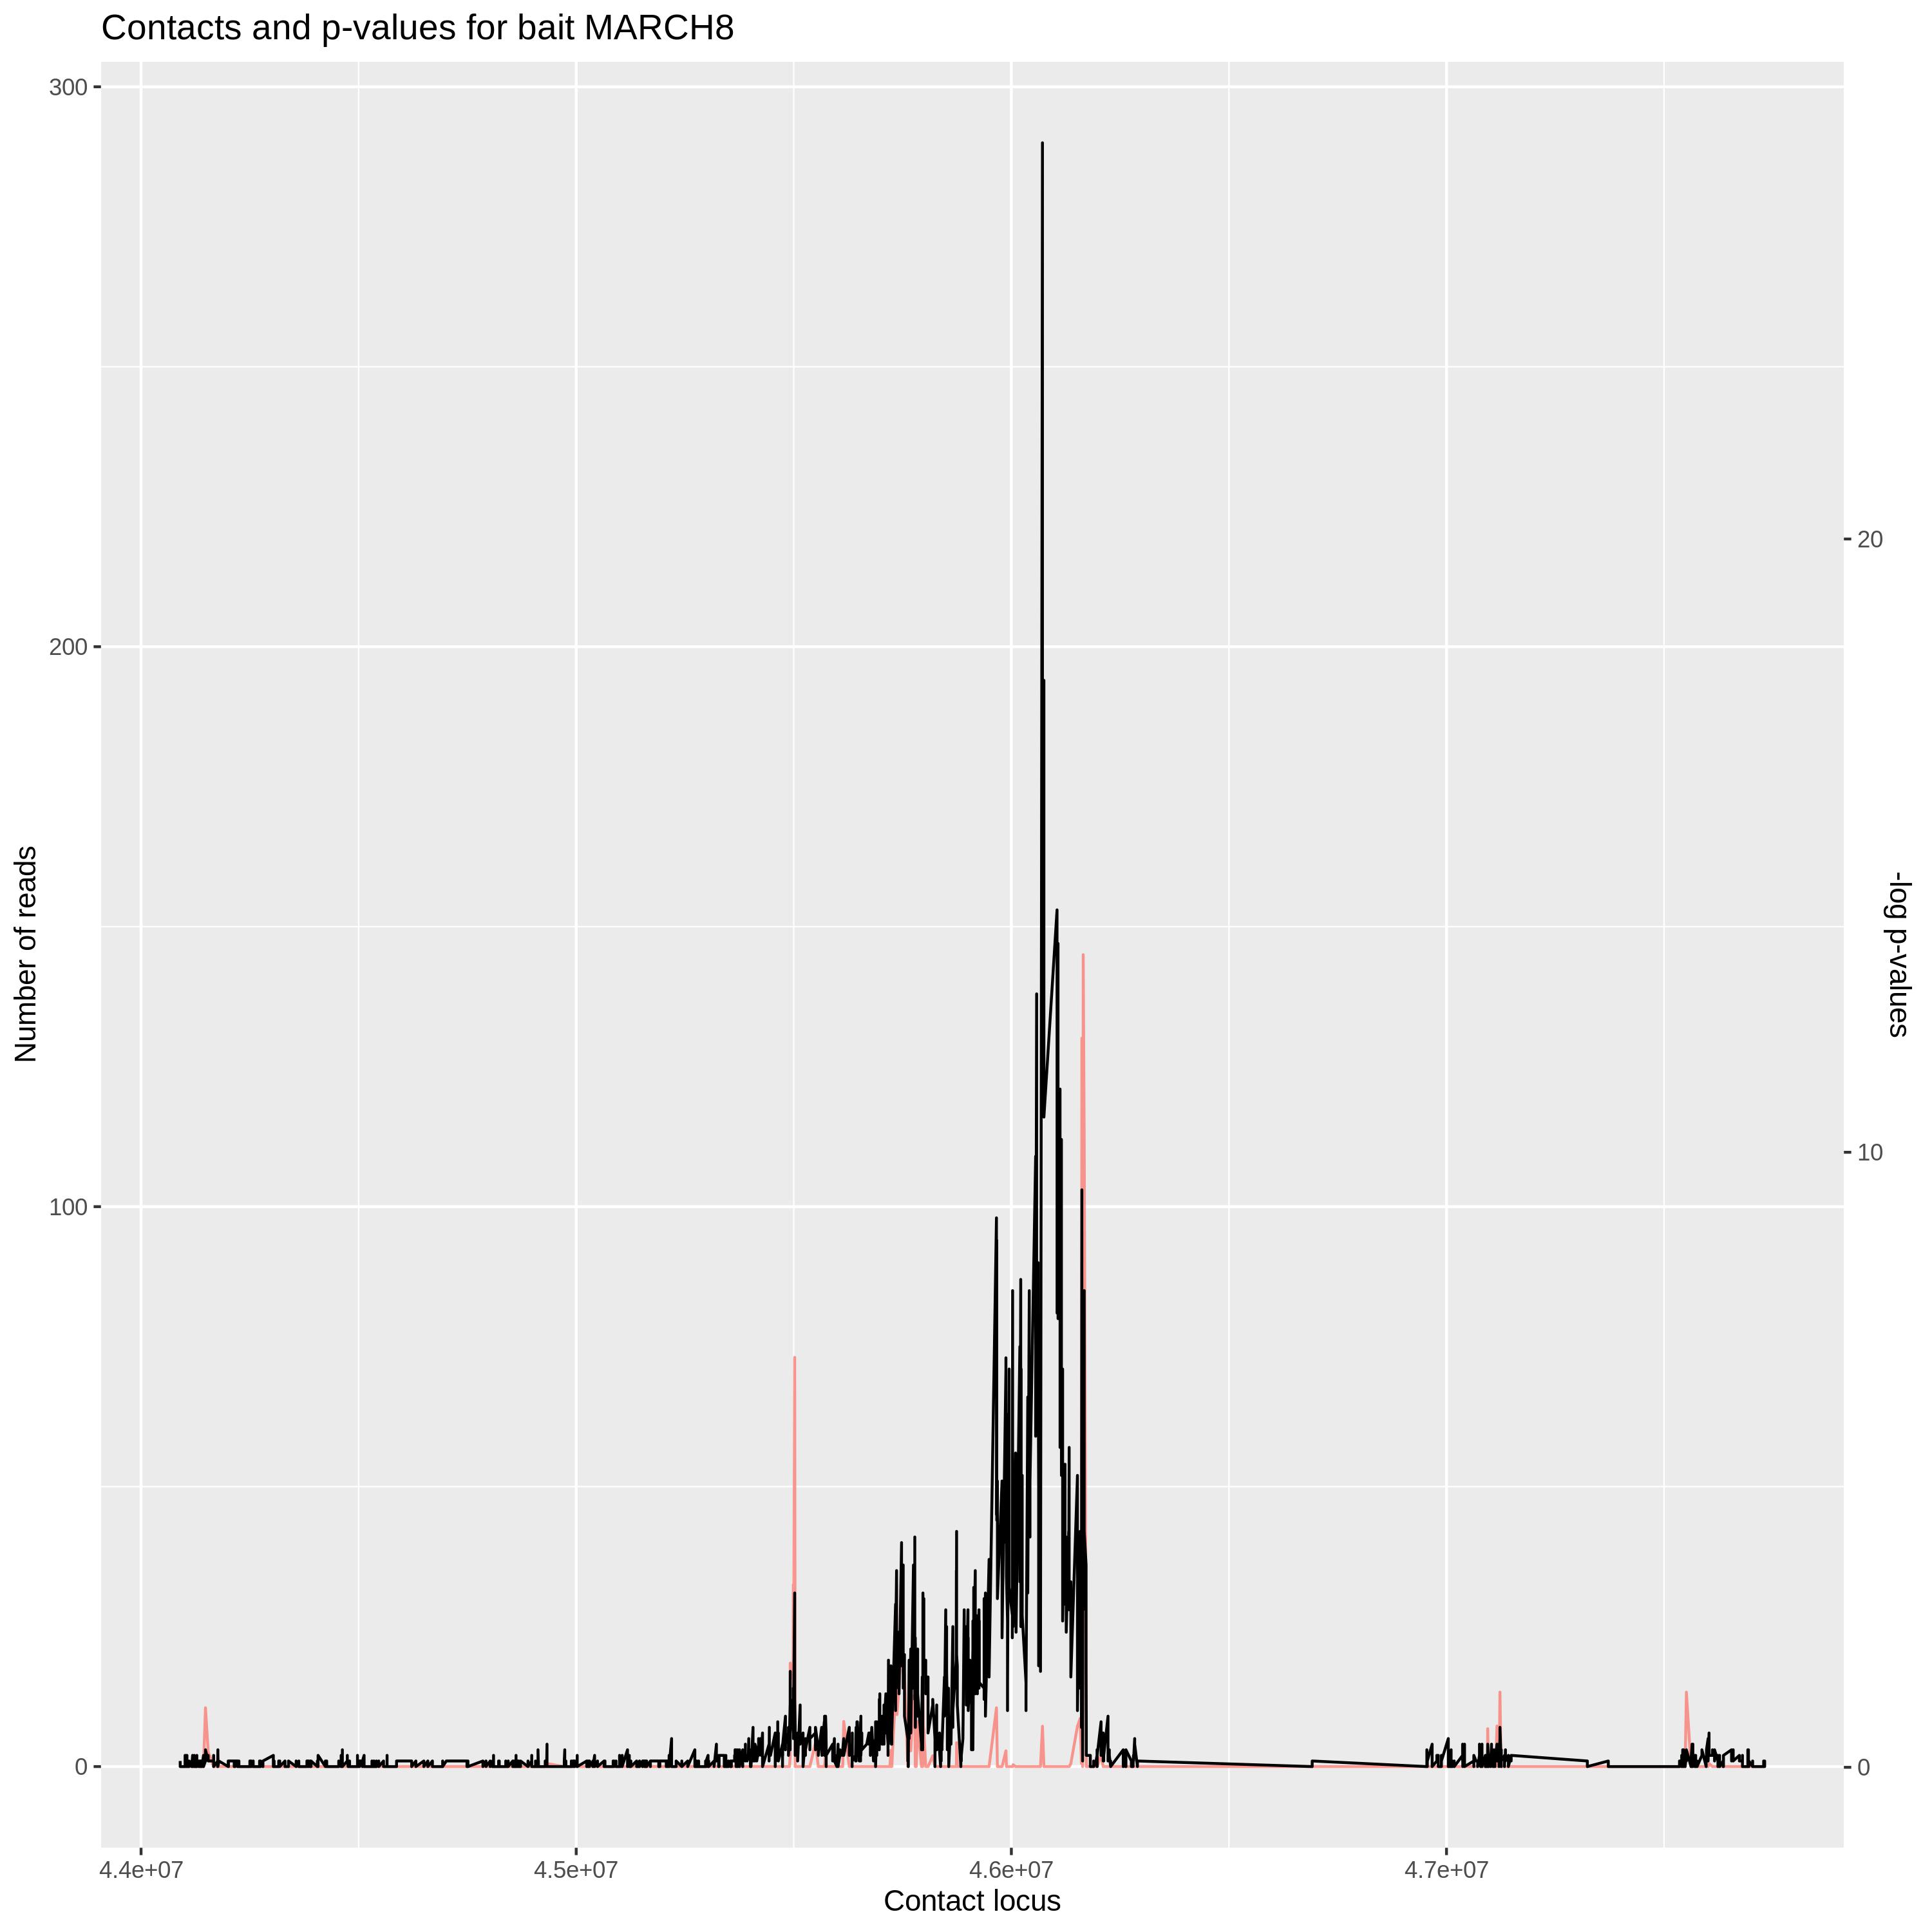 Contacts and p-values for bait MARCH8
300
200
100
0
Number of reads
20
10
0
-log p-values
4.4e+07
4.5e+07
4.6e+07
4.7e+07
Contact locus